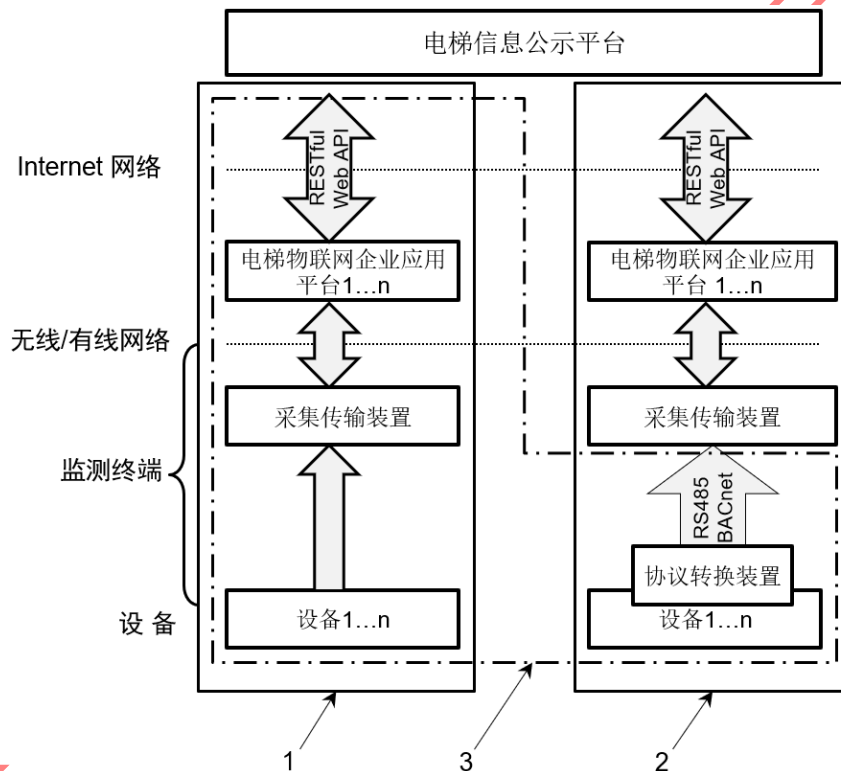 电梯信息公示平台
Internet 网络
RESTful
Web API
RESTful
Web API
电梯物联网企业应用
平台1…n
电梯物联网企业应用
平台 1…n
无线/有线网络
采集传输装置
采集传输装置
监测终端
RS485
BACnet
协议转换装置
设 备
设备1…n
设备1…n
1
3
2